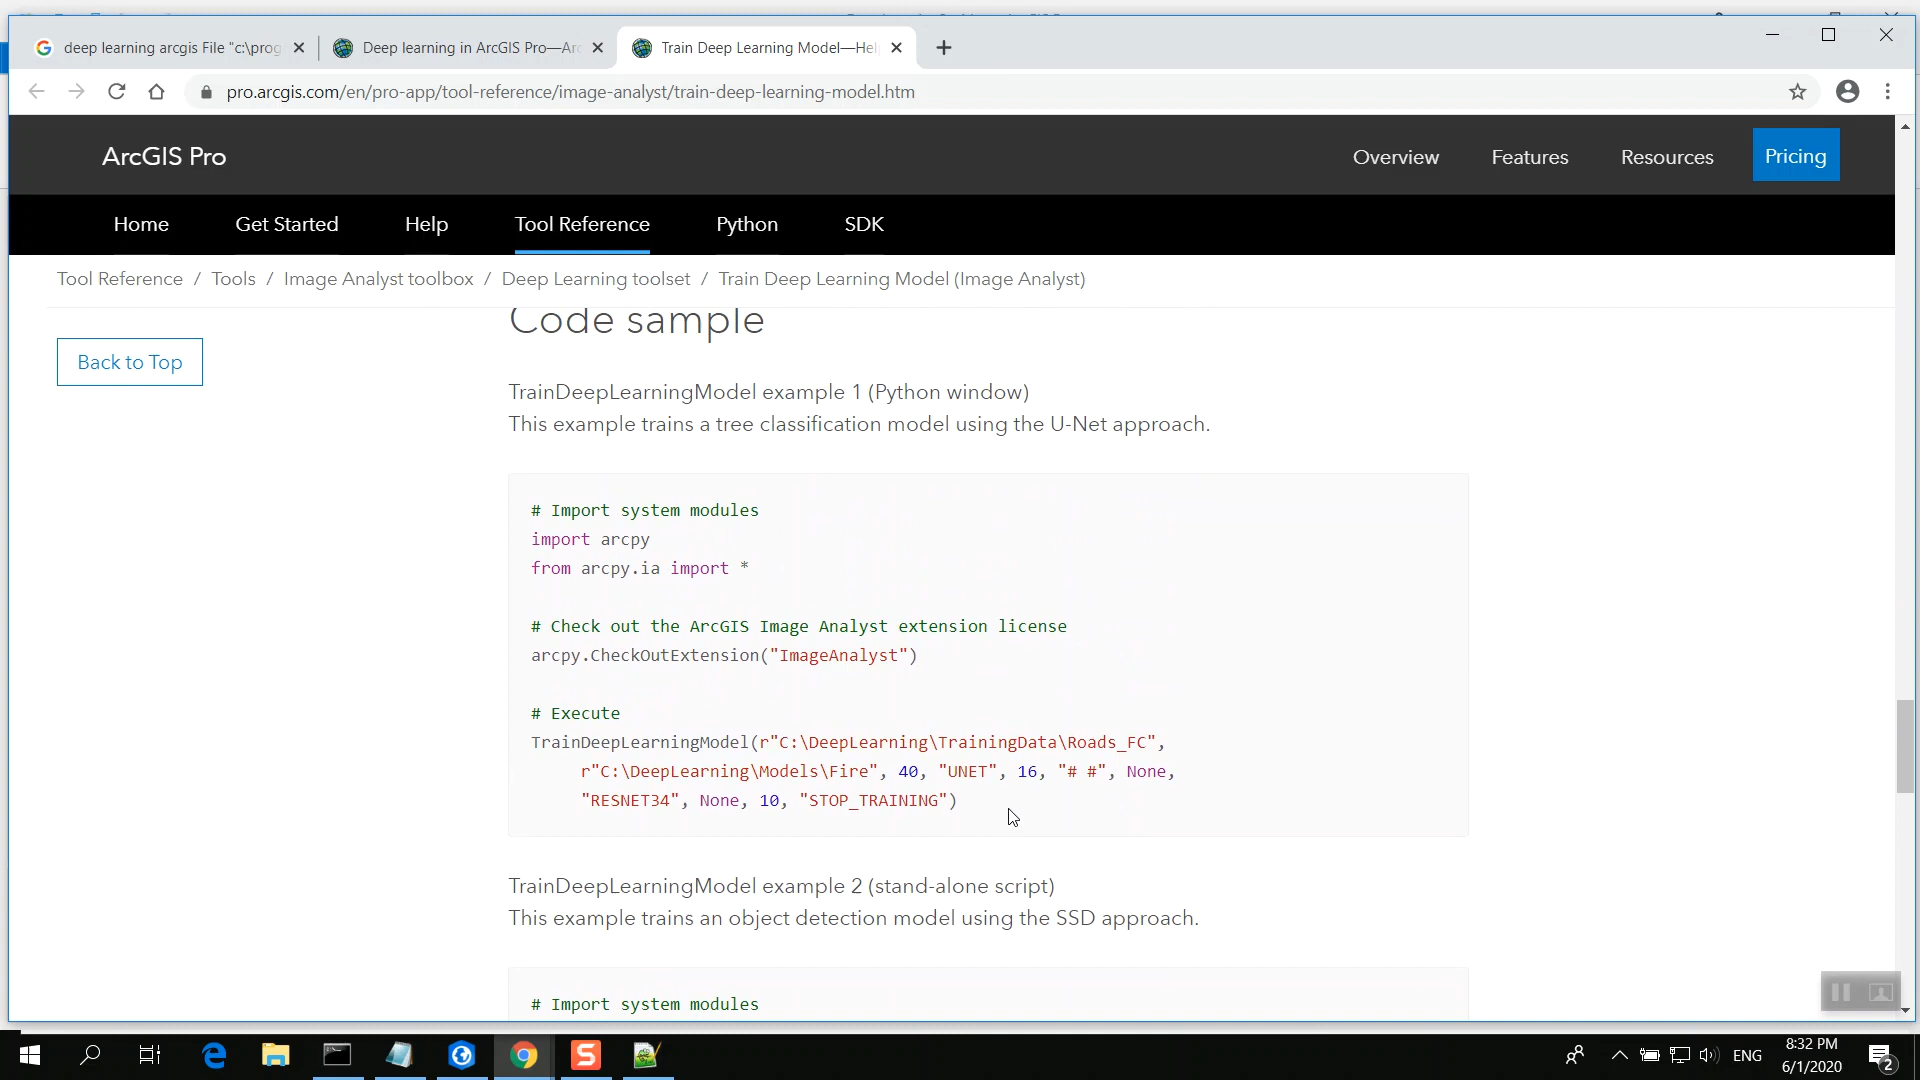 deep learning arcgis File "c:\prog
Deep learning in ArcGIS Pro—Arc
Train Deep Learning Model—Hel
pro.arcgis.com/en/pro-app/tool-reference/image-analyst/train-deep-learning-model.htm
ArcGIS Pro
Overview
Features
Resources
Pricing
Home
Get Started
Help
Tool Reference
Python
SDK
Tool Reference / Tools / Image Analyst toolbox / Deep Learning toolset / Train Deep Learning Model (Image Analyst)
Back to Top
Code sample
TrainDeepLearningModel example 1 (Python window)
This example trains a tree classification model using the U-Net approach.
# Import system modules
import arcpy
from arcpy.ia import *
# Check out the ArcGIS Image Analyst extension license
arcpy.CheckOutExtension("ImageAnalyst")
# Execute
TrainDeepLearningModel(r"C:\DeepLearning\TrainingData\Roads_FC",
r"C:\DeepLearning\Models\Fire", 40, "UNET", 16, "# #", None,
"RESNET34", None, 10, "STOP_TRAINING")
TrainDeepLearningModel example 2 (stand-alone script)
This example trains an object detection model using the SSD approach.
# Import system modules
ENG
8:32 PM
6/1/2020
2